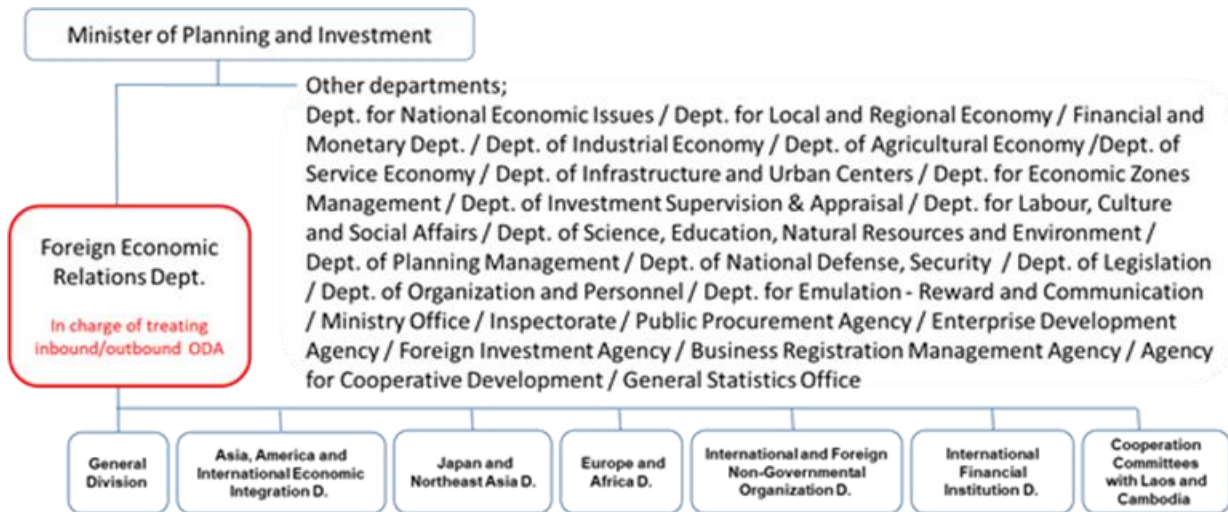 Minister of Planning and Investment
Other departments;
Dept. for National Economic Issues / Dept. for Local and Regional Economy / Financial and
Monetary Dept. / Dept. of Industrial Economy / Dept. of Agricultural Economy /Dept. of
Service Economy / Dept. of Infrastructure and Urban Centers / Dept. for Economic Zones
Management / Dept. of Investment Supervision & Appraisal / Dept. for Labour, Culture
and Social Affairs / Dept. of Science, Education, Natural Resources and Environment /
Dept. of Planning Management / Dept. of National Defense, Security / Dept. of Legislation
/ Dept. of Organization and Personnel / Dept. for Emulation - Reward and Communication
/ Ministry Office / Inspectorate / Public Procurement Agency / Enterprise Development
Agency / Foreign Investment Agency / Business Registration Management Agency / Agency
for Cooperative Development / General Statistics Office
Foreign Economic
Relations Dept.
In charge of treating
inbound/outbound ODA
General
Division
Asia, America and
International Economic
Integration D.
Japan and
Northeast Asia D.
Europe and
Africa D.
International and Foreign
Non-Governmental
Organization D.
International
Financial
Institution D.
Cooperation
Committees
with Laos and
Cambodia